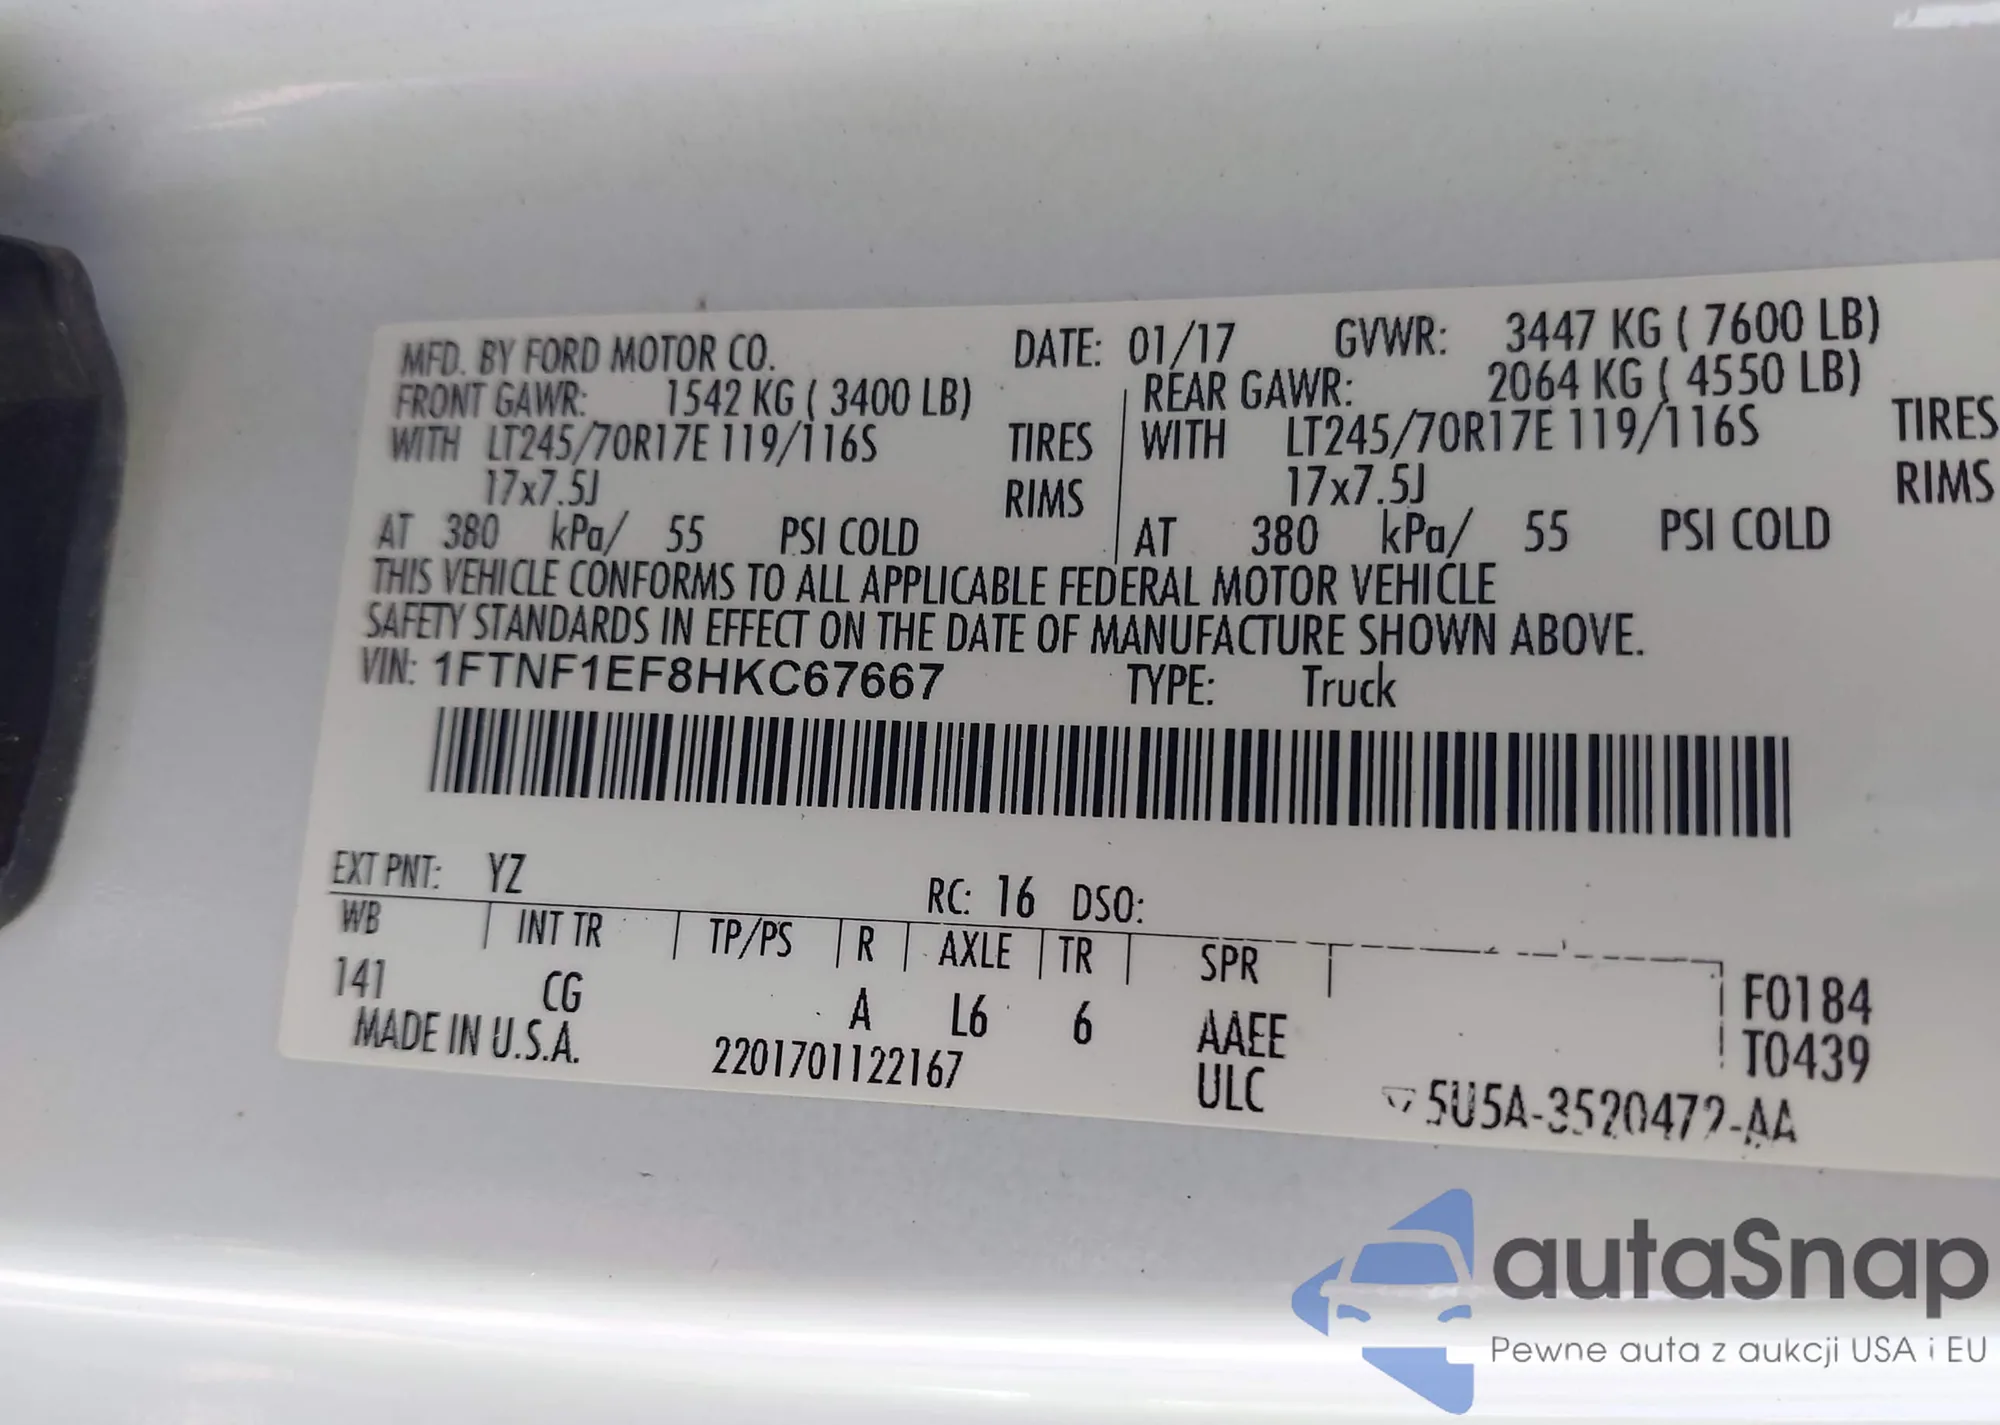 MFD. BY FORD MOTOR CO. DATE: 01/17 GVWR: 3447 KG ( 7600 LB)
FRONT GAWR: 1542 KG ( 3400 LB) REAR GAWR: 2064 KG ( 4550 LB)
WITH LT245/70R17E 119/116S TIRES WITH LT245/70R17E 119/116S TIRES
17x7.5J RIMS 17x7.5J RIMS
AT 380 kPa/ 55 PSI COLD AT 380 kPa/ 55 PSI COLD
THIS VEHICLE CONFORMS TO ALL APPLICABLE FEDERAL MOTOR VEHICLE
SAFETY STANDARDS IN EFFECT ON THE DATE OF MANUFACTURE SHOWN ABOVE.
VIN: 1FTNF1EF8HKC67667 TYPE: Truck
EXT PNT: YZ RC: 16 DSO:
WB INT TR TP/PS R AXLE TR SPR
141 CG A L6 6 AAEE F0184
MADE IN U.S.A. 2201701122167 ULC T0439
5U5A-3520472-AA
autaSnap
Pewne auta z aukcji USA i EU